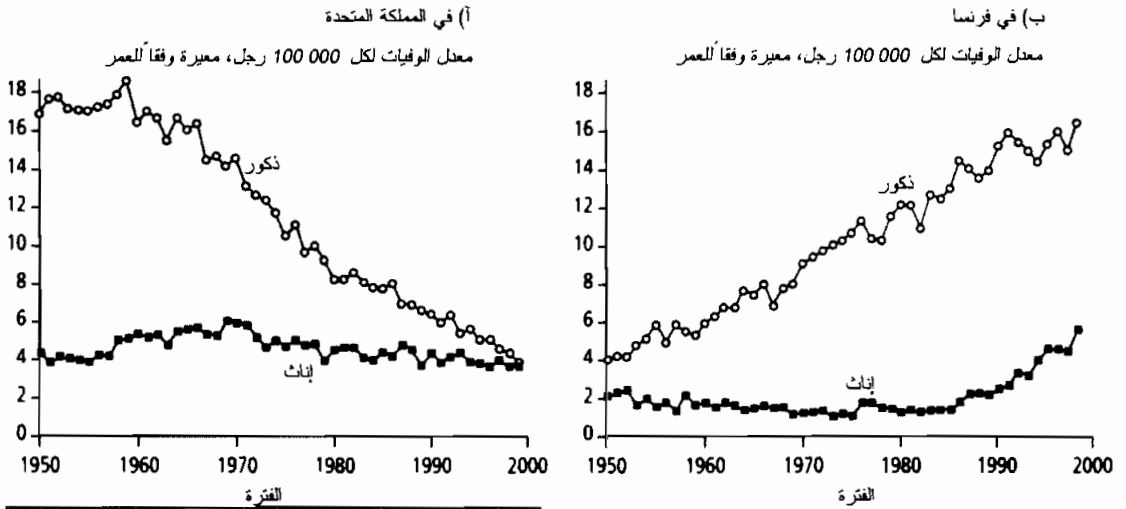 آ) في المملكة المتحدة
معدل الوفيات لكل 000 100 رجل، معيرة وفقاً للعمر
18
16
14
12
10
8
6
4
2
0
ذكور
إناث
1950 1960 1970 1980 1990 2000
الفترة
ب) في فرنسا
معدل الوفيات لكل 000 100 رجل، معيرة وفقاً للعمر
18
16
14
12
10
8
6
4
2
0
ذكور
إناث
1950 1960 1970 1980 1990 2000
الفترة